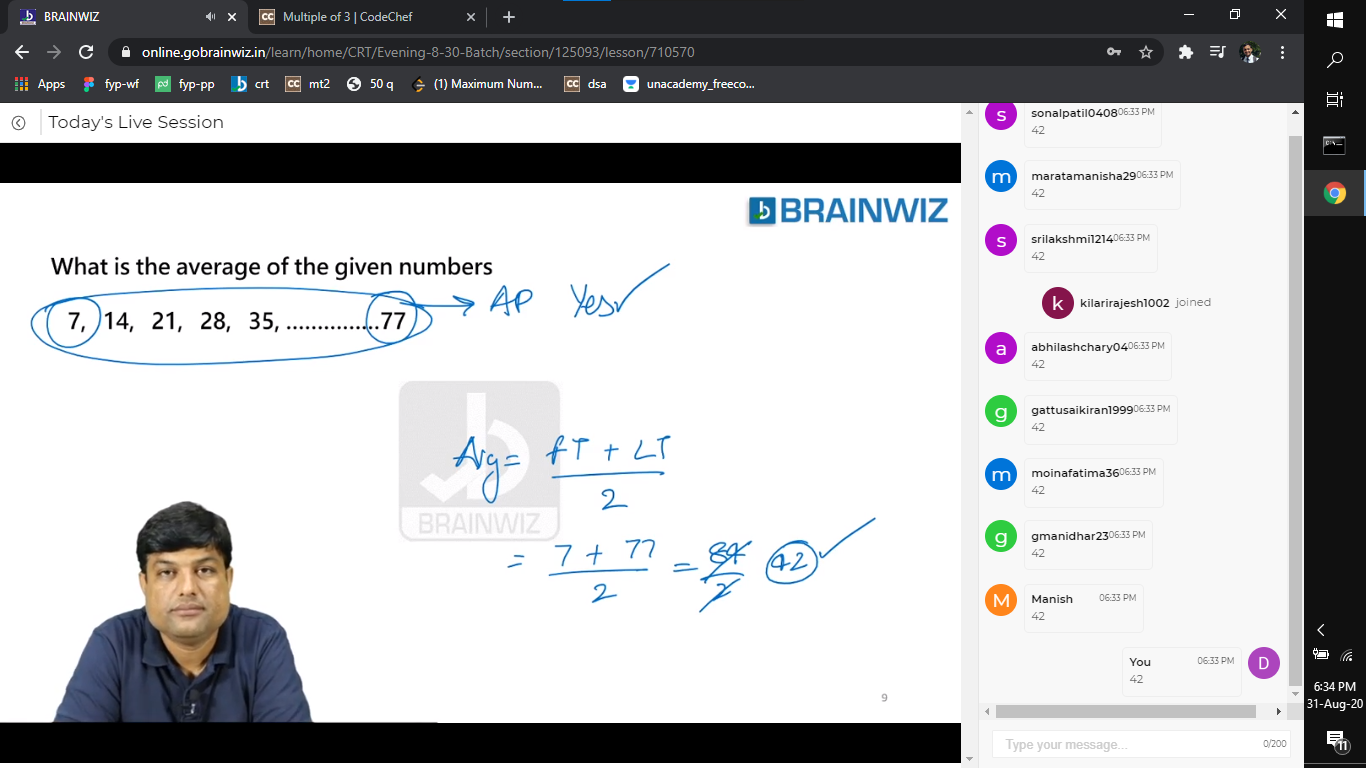 BRAINWIZ
Multiple of 3 | CodeChef
online.gobrainwiz.in/learn/home/CRT/Evening-8-30-Batch/section/125093/lesson/710570
Apps fyp-wf fyp-pp crt mt2 50 q (1) Maximum Num... dsa unacademy_freeco...
Today's Live Session
BRAINWIZ
What is the average of the given numbers
7, 14, 21, 28, 35, ...............77
AP Yes
BRAINWIZ
Avg = FT + LT
2
= 7 + 77 = 84 42
2 2
9
sonalpatil0408 06:33 PM
42
maratamanisha29 06:33 PM
42
srilakshmi1214 06:33 PM
42
kilarirajesh1002 joined
abhilashchary04 06:33 PM
42
gattusaikiran1999 06:33 PM
42
moinafatima36 06:33 PM
42
gmanidhar23 06:33 PM
42
Manish 06:33 PM
42
You 06:33 PM
42
Type your message... 0/200
6:34 PM
31-Aug-20
11